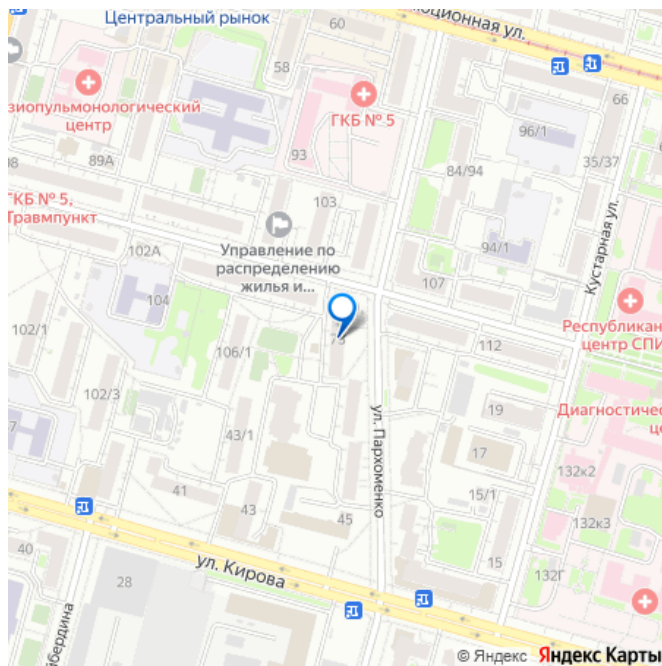 Центральный рынок
60
люционная ул.
58
66
зиопульмонологический
центр
ГКБ № 5
96/1
93
35/37
89А
84/94
ГКБ № 5,
Травмпункт
103
Кустарная ул.
102А
Управление по
распределению
жилья и...
94/1
107
104
Республикан
центр СПИ
102/1
106/1
112
102/3
19
ул. Пархоменко
Диагностичес
це
43/1
17
132к2
41
43
45
15/1
132к3
40
ул. Кирова
15
132Г
28
йбердина
© Яндекс Яндекс Карты